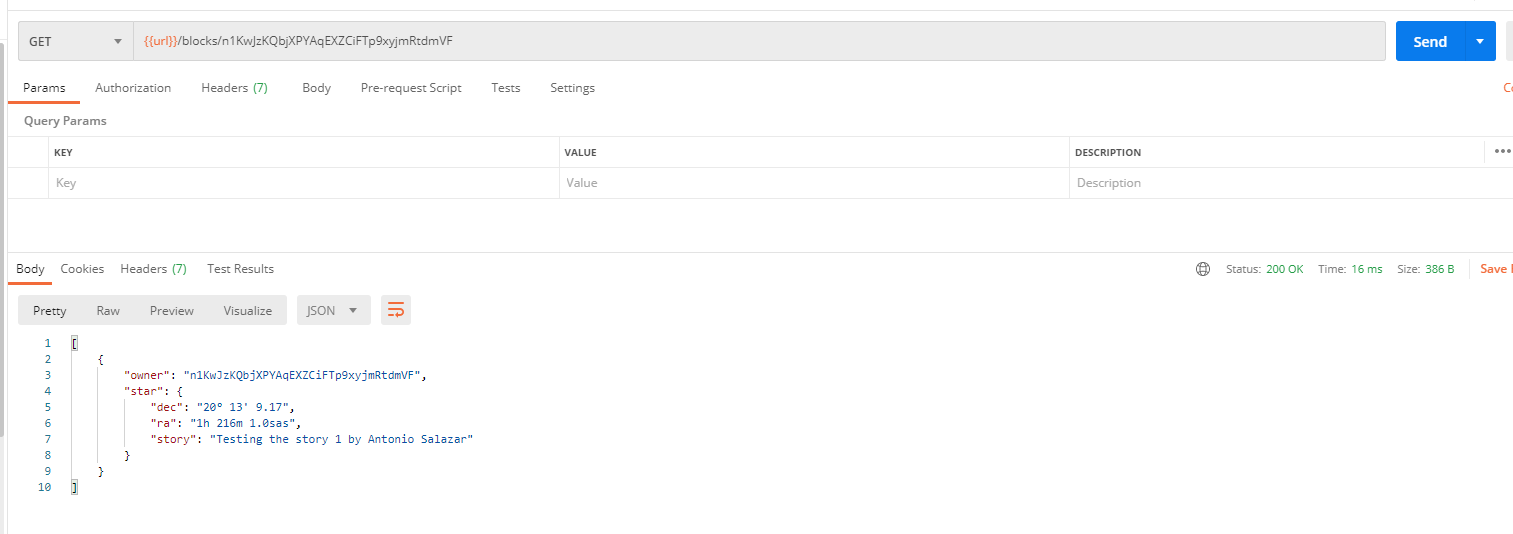 GET {{url}}/blocks/n1KwJzKQbjXPYAqEXZCiFTp9xyjmRtdmVF Send
Params Authorization Headers (7) Body Pre-request Script Tests Settings
Query Params
KEY VALUE DESCRIPTION
Key Value Description
Body Cookies Headers (7) Test Results Status: 200 OK Time: 16 ms Size: 386 B Save
Pretty Raw Preview Visualize JSON
1 [
2 {
3 "owner": "n1KwJzKQbjXPYAqEXZCiFTp9xyjmRtdmVF",
4 "star": {
5 "dec": "20° 13' 9.17",
6 "ra": "1h 216m 1.0sas",
7 "story": "Testing the story 1 by Antonio Salazar"
8 }
9 }
10 ]